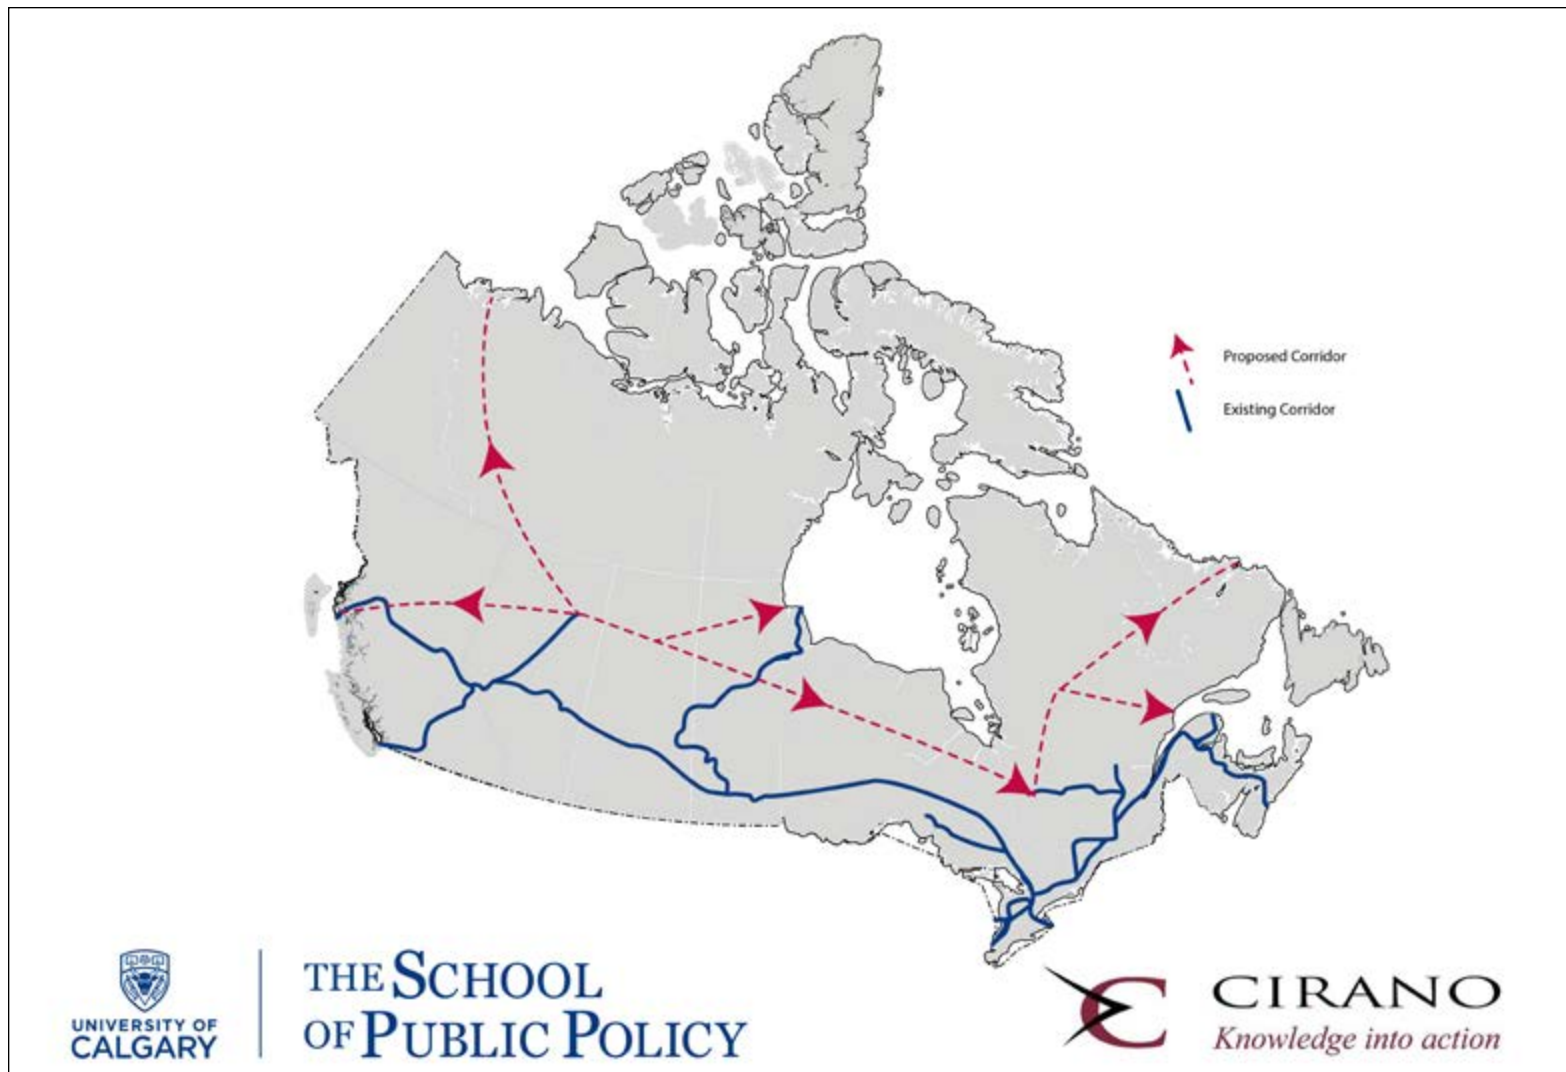 Proposed Corridor
Existing Corridor
UNIVERSITY OF
CALGARY
THE SCHOOL
OF PUBLIC POLICY
CIRANO
Knowledge into action